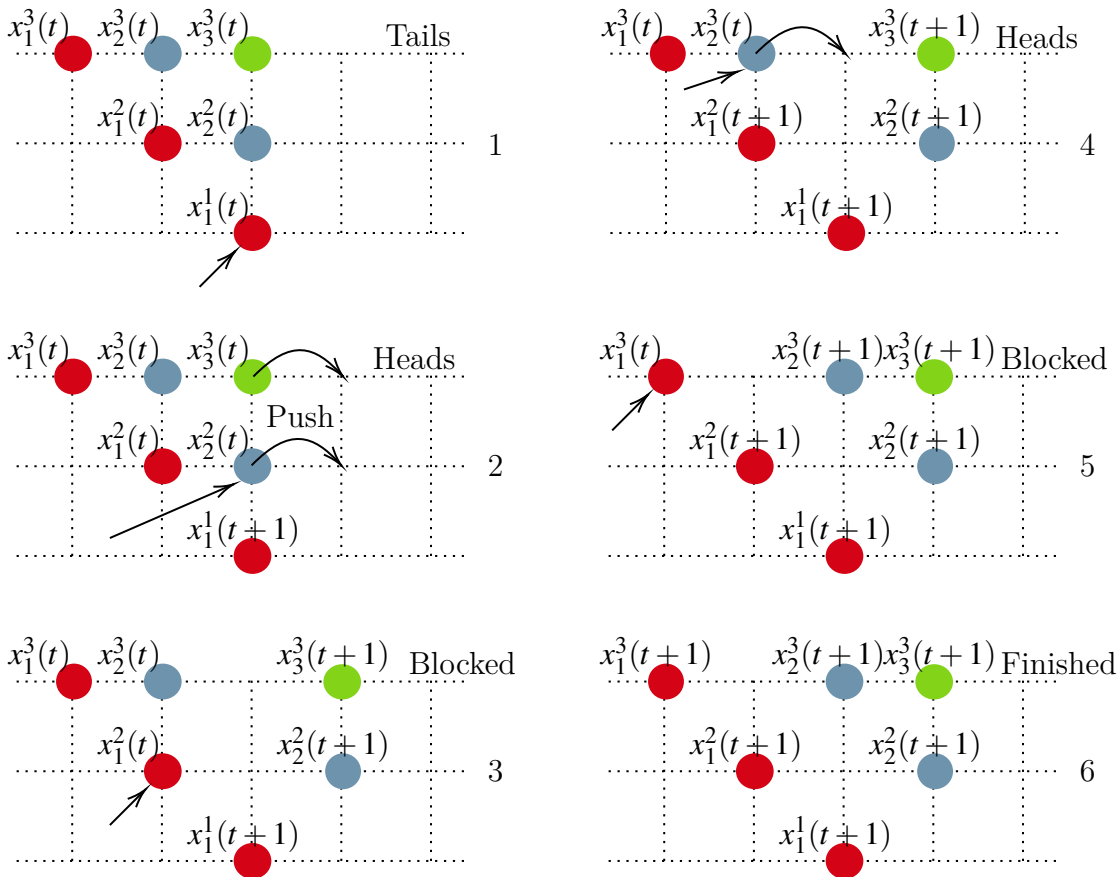 $x_1^3(t)$ $x_2^3(t)$ $x_3^3(t)$ Tails
$x_1^2(t)$ $x_2^2(t)$ 1
$x_1^1(t)$
$x_1^3(t)$ $x_2^3(t)$ $x_3^3(t)$ Heads
Push
$x_1^2(t)$ $x_2^2(t)$ 2
$x_1^1(t+1)$
$x_1^3(t)$ $x_2^3(t)$ $x_3^3(t+1)$ Blocked
$x_1^2(t)$ $x_2^2(t+1)$ 3
$x_1^1(t+1)$
$x_1^3(t)$ $x_2^3(t)$ $x_3^3(t+1)$ Heads
$x_1^2(t+1)$ $x_2^2(t+1)$ 4
$x_1^1(t+1)$
$x_1^3(t)$ $x_2^3(t+1)$ $x_3^3(t+1)$ Blocked
$x_1^2(t+1)$ $x_2^2(t+1)$ 5
$x_1^1(t+1)$
$x_1^3(t+1)$ $x_2^3(t+1)$ $x_3^3(t+1)$ Finished
$x_1^2(t+1)$ $x_2^2(t+1)$ 6
$x_1^1(t+1)$